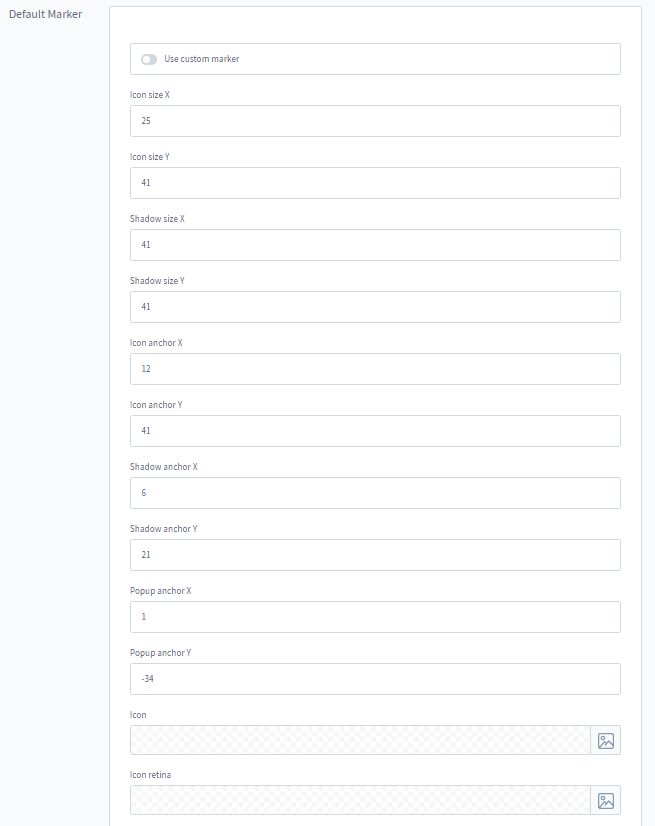 Default Marker
Use custom marker
Icon size X
25
Icon size Y
41
Shadow size X
41
Shadow size Y
41
Icon anchor X
12
Icon anchor Y
41
Shadow anchor X
6
Shadow anchor Y
21
Popup anchor X
1
Popup anchor Y
-34
Icon
Icon retina